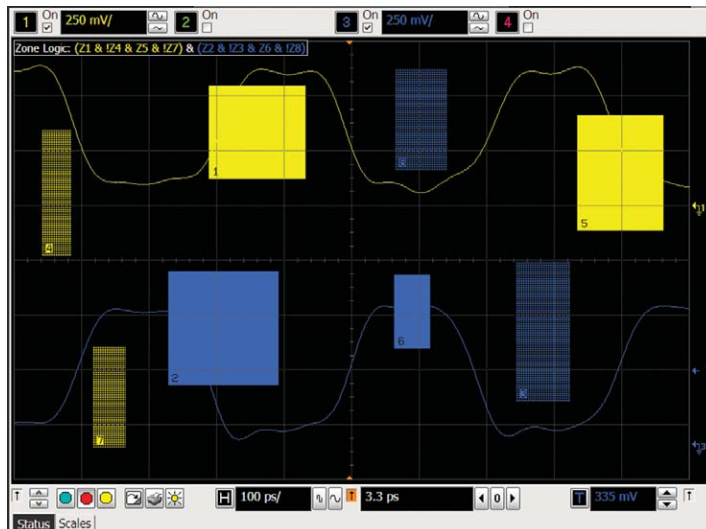 1 On 250 mV/ 2 On 3 On 250 mV/ 4 On
Zone Logic: (Z1 & !Z4 & Z5 & !Z7) & (Z2 & !Z3 & Z6 & !Z8)
1
4
5
1
2
6
7
3
H 100 ps/ T 3.3 ps 0 T 335 mV T
Status Scales